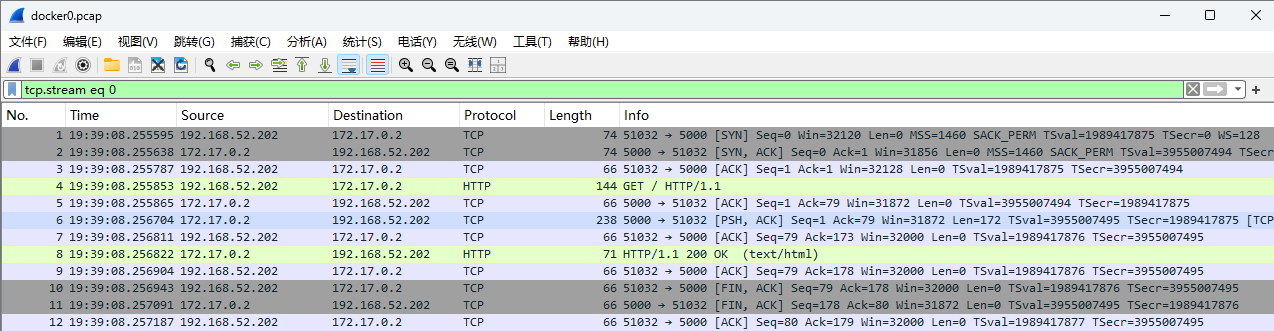 docker0.pcap
文件(F) 编辑(E) 视图(V) 跳转(G) 捕获(C) 分析(A) 统计(S) 电话(Y) 无线(W) 工具(T) 帮助(H)
tcp.stream eq 0
No. Time Source Destination Protocol Length Info
1 19:39:08.255595 192.168.52.202 172.17.0.2 TCP 74 51032 → 5000 [SYN] Seq=0 Win=32120 Len=0 MSS=1460 SACK_PERM TSval=1989417875 TSecr=0 WS=128
2 19:39:08.255638 172.17.0.2 192.168.52.202 TCP 74 5000 → 51032 [SYN, ACK] Seq=0 Ack=1 Win=31856 Len=0 MSS=1460 SACK_PERM TSval=3955007494 TSecr
3 19:39:08.255787 192.168.52.202 172.17.0.2 TCP 66 51032 → 5000 [ACK] Seq=1 Ack=1 Win=32128 Len=0 TSval=1989417875 TSecr=3955007494
4 19:39:08.255853 192.168.52.202 172.17.0.2 HTTP 144 GET / HTTP/1.1
5 19:39:08.255865 172.17.0.2 192.168.52.202 TCP 66 5000 → 51032 [ACK] Seq=1 Ack=79 Win=31872 Len=0 TSval=3955007494 TSecr=1989417875
6 19:39:08.256704 172.17.0.2 192.168.52.202 TCP 238 5000 → 51032 [PSH, ACK] Seq=1 Ack=79 Win=31872 Len=172 TSval=3955007495 TSecr=1989417875 [TCP
7 19:39:08.256811 192.168.52.202 172.17.0.2 TCP 66 51032 → 5000 [ACK] Seq=79 Ack=173 Win=32000 Len=0 TSval=1989417876 TSecr=3955007495
8 19:39:08.256822 172.17.0.2 192.168.52.202 HTTP 71 HTTP/1.1 200 OK (text/html)
9 19:39:08.256904 192.168.52.202 172.17.0.2 TCP 66 51032 → 5000 [ACK] Seq=79 Ack=178 Win=32000 Len=0 TSval=1989417876 TSecr=3955007495
10 19:39:08.256943 192.168.52.202 172.17.0.2 TCP 66 51032 → 5000 [FIN, ACK] Seq=79 Ack=178 Win=32000 Len=0 TSval=1989417876 TSecr=3955007495
11 19:39:08.257091 172.17.0.2 192.168.52.202 TCP 66 5000 → 51032 [FIN, ACK] Seq=178 Ack=80 Win=31872 Len=0 TSval=3955007495 TSecr=1989417876
12 19:39:08.257187 192.168.52.202 172.17.0.2 TCP 66 51032 → 5000 [ACK] Seq=80 Ack=179 Win=32000 Len=0 TSval=1989417877 TSecr=3955007495